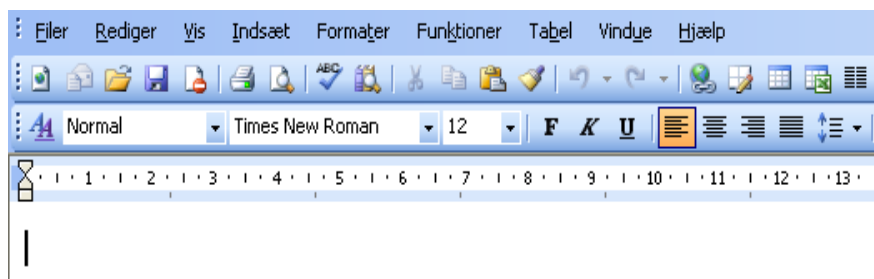 Filer Rediger Vis Indsæt Formater Funktioner Tabel Vindue Hjælp
ABC
Normal Times New Roman 12 F K U
1 2 3 4 5 6 7 8 9 10 11 12 13